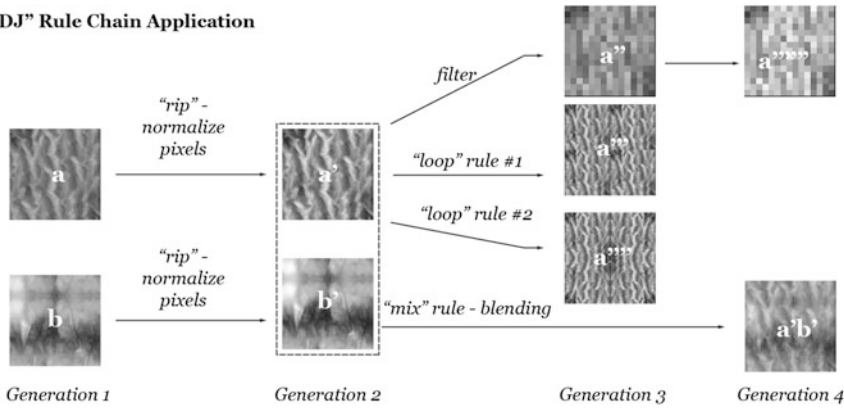 DJ” Rule Chain Application
“rip” -
normalize
pixels
a
a’
filter
a’’
a’’’’’
“loop” rule #1
a’’’
“loop” rule #2
a’’’’
“rip” -
normalize
pixels
b
b’
“mix” rule - blending
a’b’
Generation 1
Generation 2
Generation 3
Generation 4